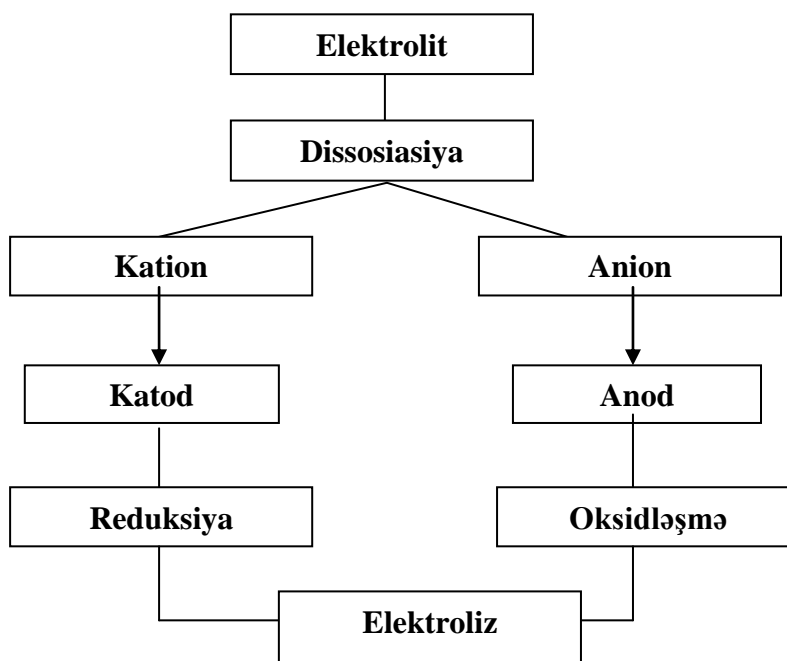 Elektrolit
Dissosiasiya
Kation
Anion
Katod
Anod
Reduksiya
Oksidləşmə
Elektroliz